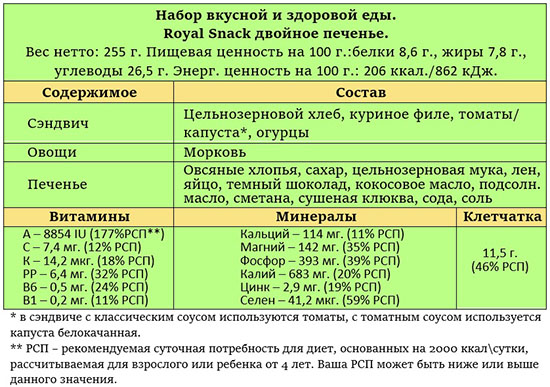 Набор вкусной и здоровой еды.
Royal Snack двойное печенье.
Вес нетто: 255 г. Пищевая ценность на 100 г.:белки 8,6 г., жиры 7,8 г.,
углеводы 26,5 г. Энерг. ценность на 100 г.: 206 ккал./862 кДж.
Содержимое Состав
Сэндвич Цельнозерновой хлеб, куриное филе, томаты/
капуста*, огурцы
Овощи Морковь
Печенье Овсяные хлопья, сахар, цельнозерновая мука, лен,
яйцо, темный шоколад, кокосовое масло, подсолн.
масло, сметана, сушеная клюква, сода, соль
Витамины Минералы Клетчатка
А – 8854 IU (177%РСП**) Кальций – 114 мг. (11% РСП) 11,5 г.
С – 7,4 мг. (12% РСП) Магний – 142 мг. (35% РСП) (46% РСП)
К – 14,2 мкг. (18% РСП) Фосфор – 393 мг. (39% РСП)
РР – 6,4 мг. (32% РСП) Калий – 683 мг. (20% РСП)
В6 – 0,5 мг. (24% РСП) Цинк – 2,9 мг. (19% РСП)
В1 – 0,2 мг. (11% РСП) Селен – 41,2 мкг. (59% РСП)
* в сэндвиче с классическим соусом используются томаты, с томатным соусом используется
капуста белокачанная.
** РСП – рекомендуемая суточная потребность для диет, основанных на 2000 ккал\сутки,
рассчитываемая для взрослого или ребенка от 4 лет. Ваша РСП может быть ниже или выше
данного значения.